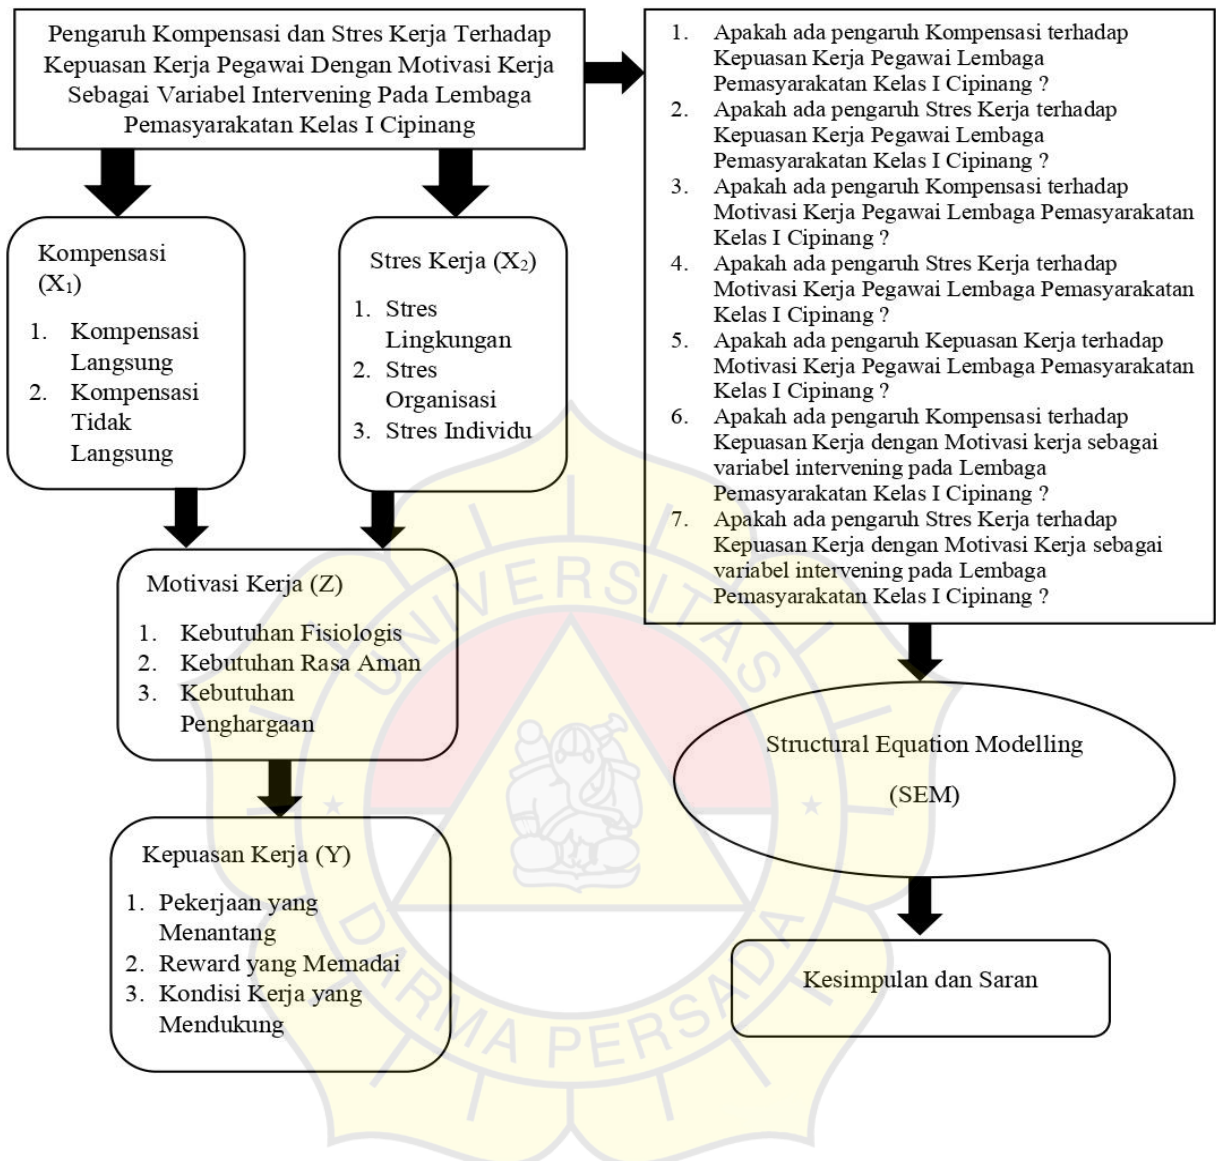 Pengaruh Kompensasi dan Stres Kerja Terhadap
Kepuasan Kerja Pegawai Dengan Motivasi Kerja
Sebagai Variabel Intervening Pada Lembaga
Pemasyarakatan Kelas I Cipinang
1. Apakah ada pengaruh Kompensasi terhadap
Kepuasan Kerja Pegawai Lembaga
Pemasyarakatan Kelas I Cipinang ?
2. Apakah ada pengaruh Stres Kerja terhadap
Kepuasan Kerja Pegawai Lembaga
Pemasyarakatan Kelas I Cipinang ?
3. Apakah ada pengaruh Kompensasi terhadap
Motivasi Kerja Pegawai Lembaga Pemasyarakatan
Kelas I Cipinang ?
4. Apakah ada pengaruh Stres Kerja terhadap
Motivasi Kerja Pegawai Lembaga Pemasyarakatan
Kelas I Cipinang ?
5. Apakah ada pengaruh Kepuasan Kerja terhadap
Motivasi Kerja Pegawai Lembaga Pemasyarakatan
Kelas I Cipinang ?
6. Apakah ada pengaruh Kompensasi terhadap
Kepuasan Kerja dengan Motivasi kerja sebagai
variabel intervening pada Lembaga
Pemasyarakatan Kelas I Cipinang ?
7. Apakah ada pengaruh Stres Kerja terhadap
Kepuasan Kerja dengan Motivasi Kerja sebagai
variabel intervening pada Lembaga
Pemasyarakatan Kelas I Cipinang ?
Kompensasi
(X₁)
1. Kompensasi
Langsung
2. Kompensasi
Tidak
Langsung
Stres Kerja (X₂)
1. Stres
Lingkungan
2. Stres
Organisasi
3. Stres Individu
Motivasi Kerja (Z)
1. Kebutuhan Fisiologis
2. Kebutuhan Rasa Aman
3. Kebutuhan
Penghargaan
Kepuasan Kerja (Y)
1. Pekerjaan yang
Menantang
2. Reward yang Memadai
3. Kondisi Kerja yang
Mendukung
Structural Equation Modelling
(SEM)
Kesimpulan dan Saran
UNIVERSITAS
DARMA PERSADA